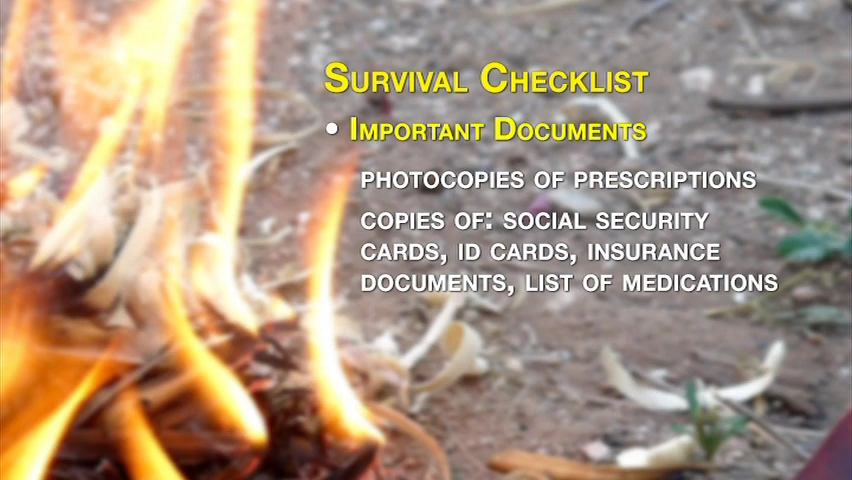 Survival Checklist
• Important Documents
photocopies of prescriptions
copies of: social security
cards, id cards, insurance
documents, list of medications